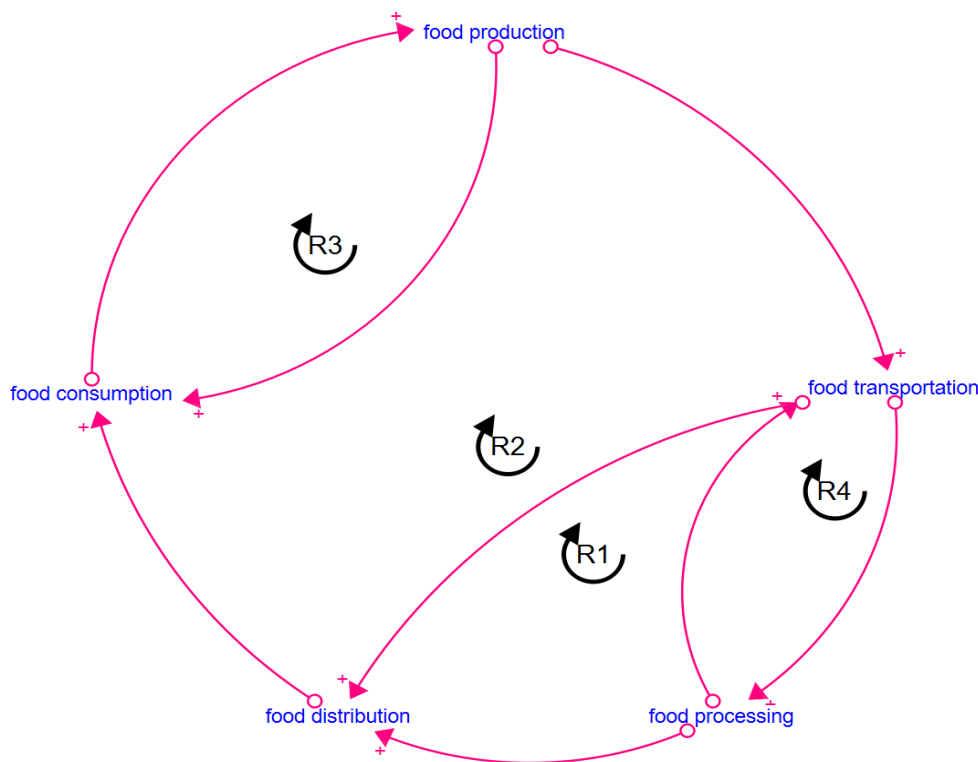 +
food production
R3
+
food consumption
+
food transportation
+
+
+
R2
R4
R1
+
+
food distribution
food processing
+